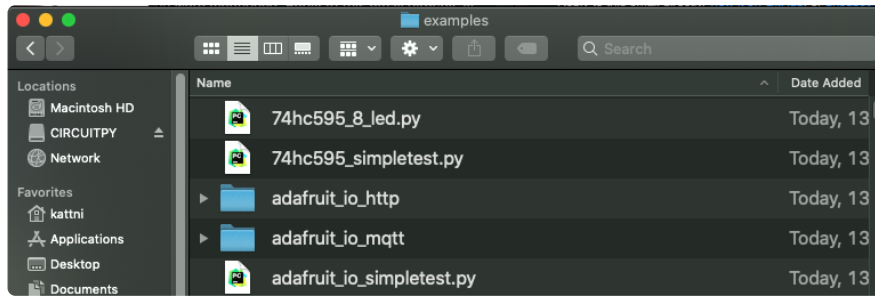 examples
Search
Locations
Macintosh HD
CIRCUITPY
Network
Favorites
kattni
Applications
Desktop
Documents
Name Date Added
74hc595_8_led.py Today, 13
74hc595_simpletest.py Today, 13
adafruit_io_http Today, 13
adafruit_io_mqtt Today, 13
adafruit_io_simpletest.py Today, 13